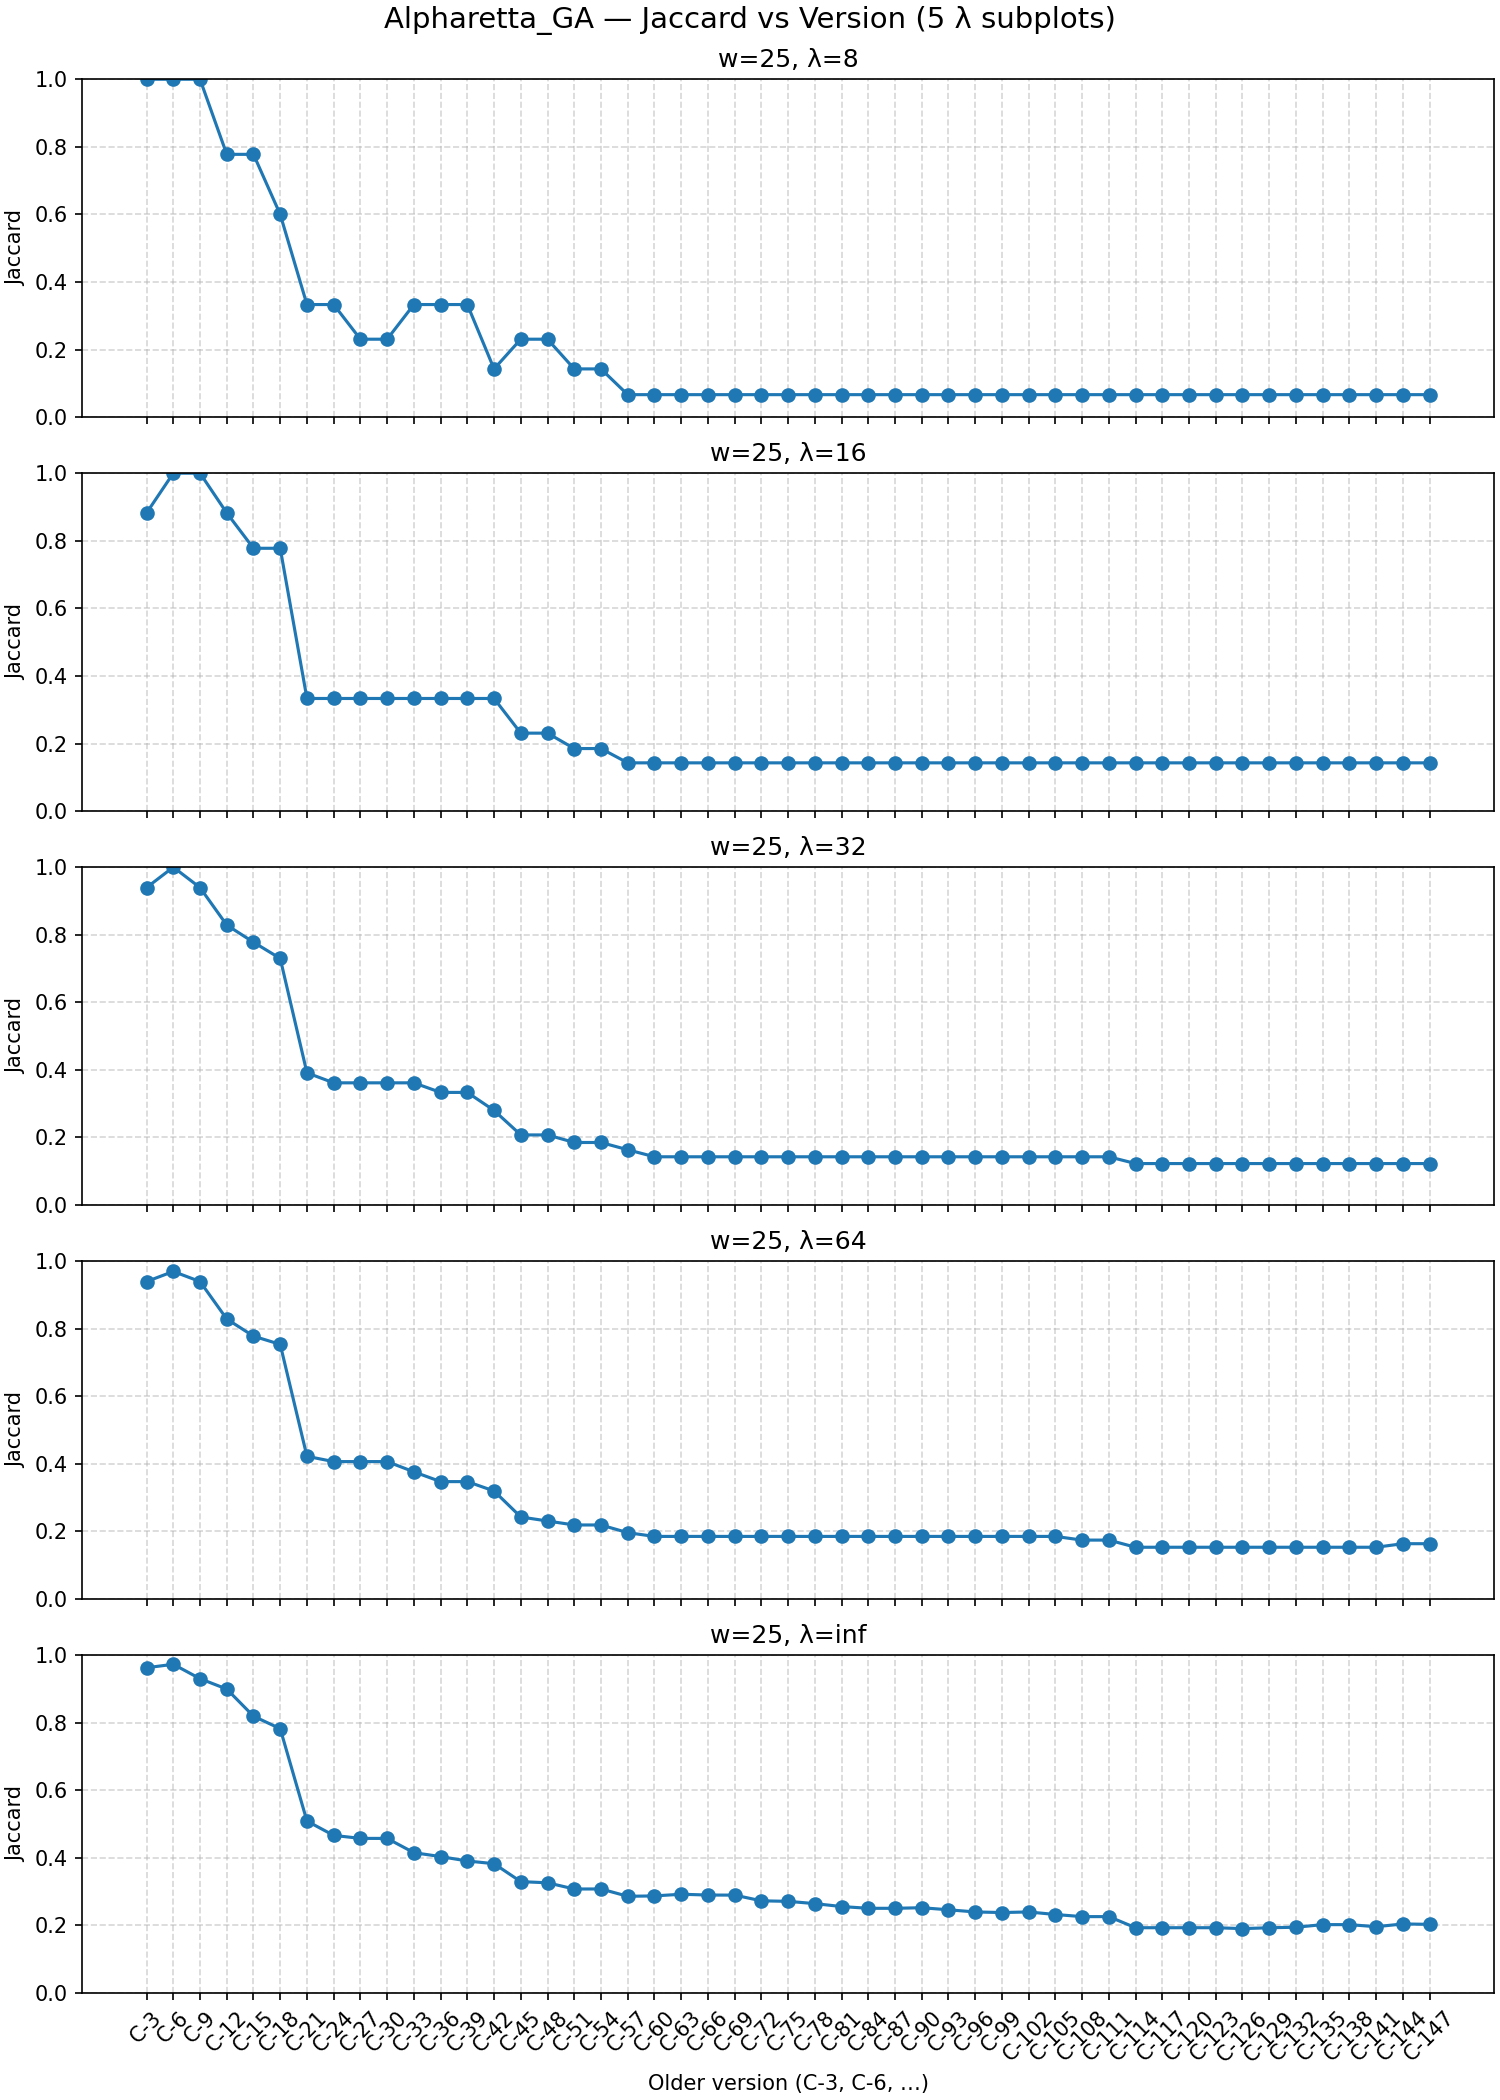 Alpharetta_GA — Jaccard vs Version (5 λ subplots)
w=25, λ=8
1.0
0.8
0.6
0.4
0.2
0.0
Jaccard
w=25, λ=16
1.0
0.8
0.6
0.4
0.2
0.0
Jaccard
w=25, λ=32
1.0
0.8
0.6
0.4
0.2
0.0
Jaccard
w=25, λ=64
1.0
0.8
0.6
0.4
0.2
0.0
Jaccard
w=25, λ=inf
1.0
0.8
0.6
0.4
0.2
0.0
Jaccard
C-3
C-6
C-9
C-12
C-15
C-18
C-21
C-24
C-27
C-30
C-33
C-36
C-39
C-42
C-45
C-48
C-51
C-54
C-57
C-60
C-63
C-66
C-69
C-72
C-75
C-78
C-81
C-84
C-87
C-90
C-93
C-96
C-99
C-102
C-105
C-108
C-111
C-114
C-117
C-120
C-123
C-126
C-129
C-132
C-135
C-138
C-141
C-144
C-147
Older version (C-3, C-6, ...)